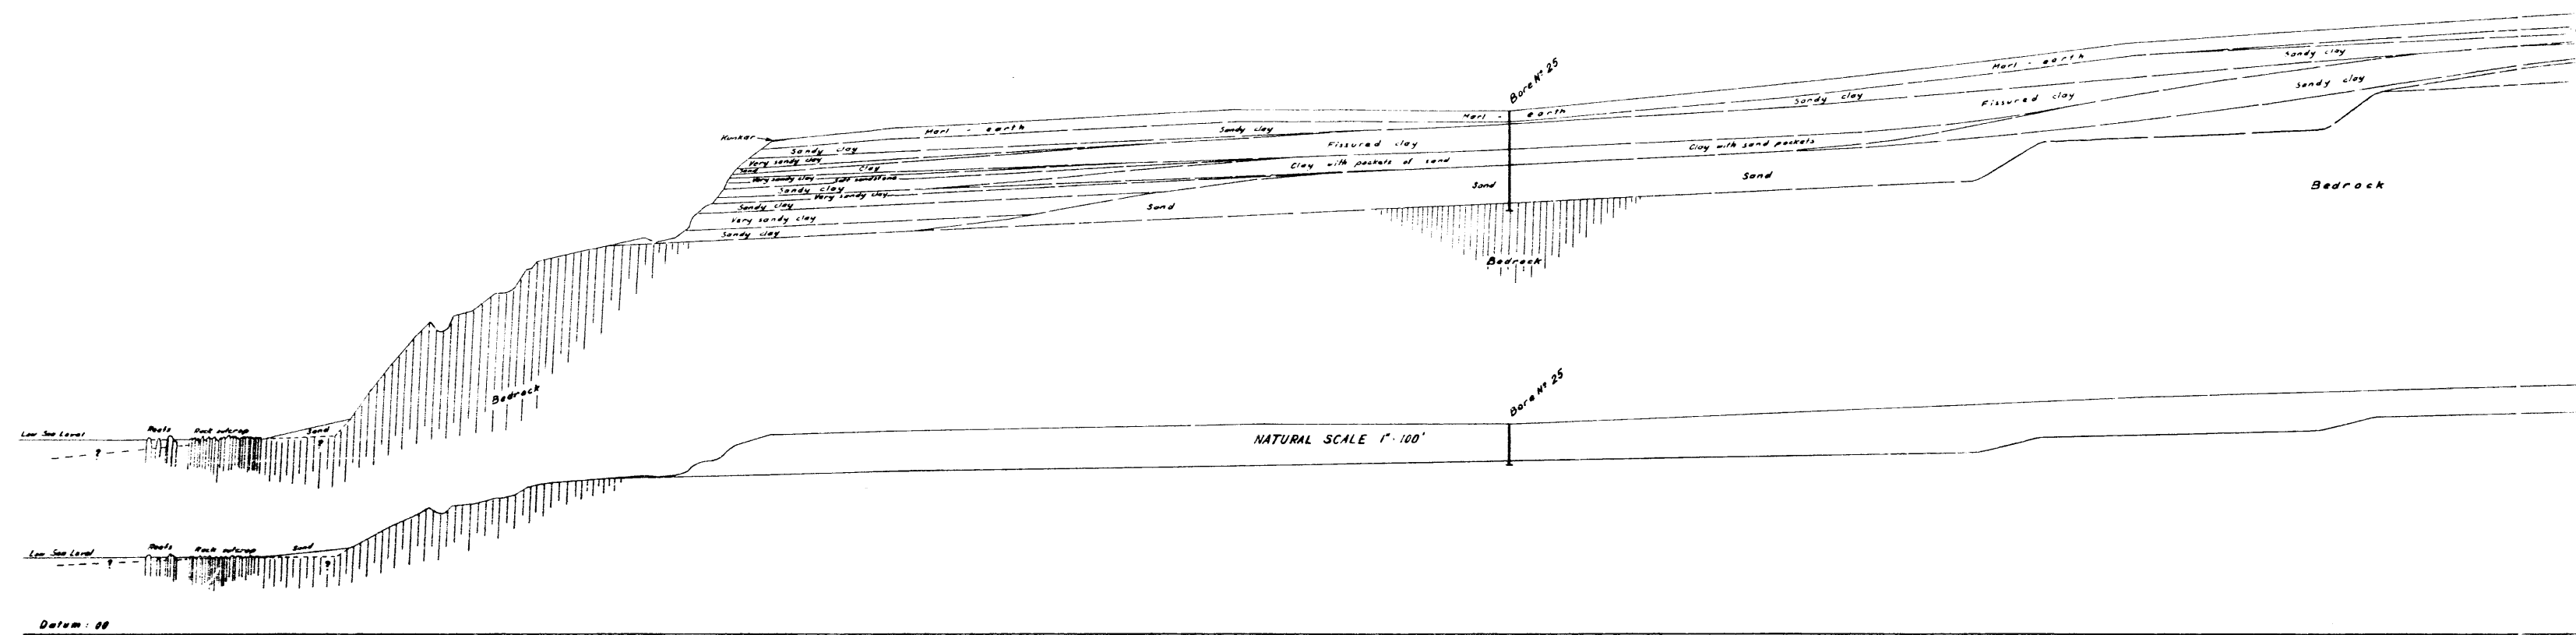 Bore Nº 25
Sandy clay
Marl - earth
Sandy clay
Sandy clay
Fissured clay
Kunkar
Marl - earth
Sandy clay
Marl - earth
Sandy clay
Very sandy clay
Fissured clay
Clay with sand pockets
Sand
Clay
Clay with pockets of sand
Very sandy clay
Soft sandstone
Sandy clay
Very sandy clay
Sand
Sand
Bedrock
Sandy clay
Sand
Very sandy clay
Sandy clay
Bedrock
Bedrock
Bore Nº 25
Low Sea Level
Reefs
Rock outcrop
Sand
?
?
NATURAL SCALE 1" - 100'
Low Sea Level
Reefs
Rock outcrop
Sand
?
?
Datum : 00